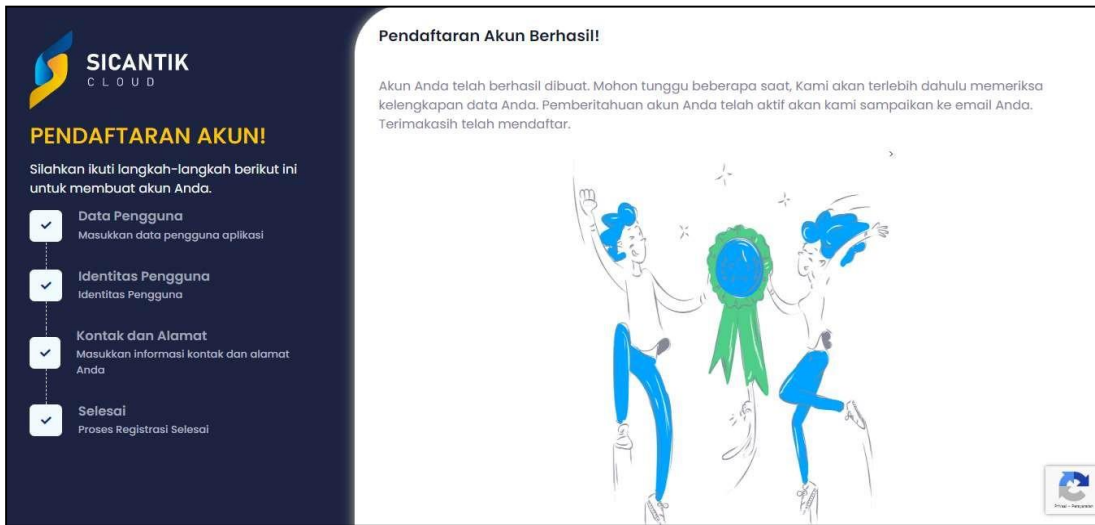 SICANTIK
CLOUD
PENDAFTARAN AKUN!
Silahkan ikuti langkah-langkah berikut ini
untuk membuat akun Anda.
Data Pengguna
Masukkan data pengguna aplikasi
Identitas Pengguna
Identitas Pengguna
Kontak dan Alamat
Masukkan informasi kontak dan alamat
Anda
Selesai
Proses Registrasi Selesai
Pendaftaran Akun Berhasil!
Akun Anda telah berhasil dibuat. Mohon tunggu beberapa saat, Kami akan terlebih dahulu memeriksa
kelengkapan data Anda. Pemberitahuan akun Anda telah aktif akan kami sampaikan ke email Anda.
Terimakasih telah mendaftar.